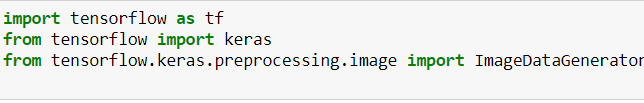 import tensorflow as tf
from tensorflow import keras
from tensorflow.keras.preprocessing.image import ImageDataGenerator